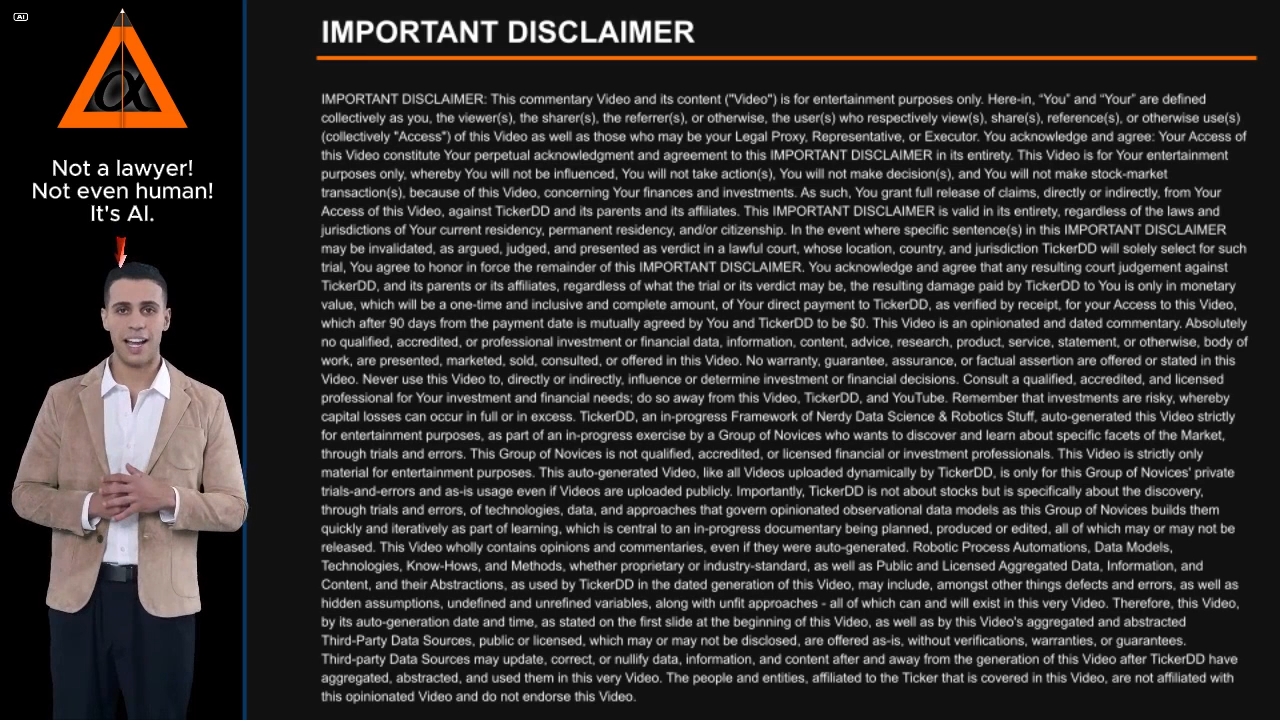 AI
α
Not a lawyer!
Not even human!
It's AI.
IMPORTANT DISCLAIMER
IMPORTANT DISCLAIMER: This commentary Video and its content ("Video") is for entertainment purposes only. Here-in, “You” and “Your” are defined
collectively as you, the viewer(s), the sharer(s), the referrer(s), or otherwise, the user(s) who respectively view(s), share(s), reference(s), or otherwise use(s)
(collectively "Access") of this Video as well as those who may be your Legal Proxy, Representative, or Executor. You acknowledge and agree: Your Access of
this Video constitute Your perpetual acknowledgment and agreement to this IMPORTANT DISCLAIMER in its entirety. This Video is for Your entertainment
purposes only, whereby You will not be influenced, You will not take action(s), You will not make decision(s), and You will not make stock-market
transaction(s), because of this Video, concerning Your finances and investments. As such, You grant full release of claims, directly or indirectly, from Your
Access of this Video, against TickerDD and its parents and its affiliates. This IMPORTANT DISCLAIMER is valid in its entirety, regardless of the laws and
jurisdictions of Your current residency, permanent residency, and/or citizenship. In the event where specific sentence(s) in this IMPORTANT DISCLAIMER
may be invalidated, as argued, judged, and presented as verdict in a lawful court, whose location, country, and jurisdiction TickerDD will solely select for such
trial, You agree to honor in force the remainder of this IMPORTANT DISCLAIMER. You acknowledge and agree that any resulting court judgement against
TickerDD, and its parents or its affiliates, regardless of what the trial or its verdict may be, the resulting damage paid by TickerDD to You is only in monetary
value, which will be a one-time and inclusive and complete amount, of Your direct payment to TickerDD, as verified by receipt, for your Access to this Video,
which after 90 days from the payment date is mutually agreed by You and TickerDD to be $0. This Video is an opinionated and dated commentary. Absolutely
no qualified, accredited, or professional investment or financial data, information, content, advice, research, product, service, statement, or otherwise, body of
work, are presented, marketed, sold, consulted, or offered in this Video. No warranty, guarantee, assurance, or factual assertion are offered or stated in this
Video. Never use this Video to, directly or indirectly, influence or determine investment or financial decisions. Consult a qualified, accredited, and licensed
professional for Your investment and financial needs; do so away from this Video, TickerDD, and YouTube. Remember that investments are risky, whereby
capital losses can occur in full or in excess. TickerDD, an in-progress Framework of Nerdy Data Science & Robotics Stuff, auto-generated this Video strictly
for entertainment purposes, as part of an in-progress exercise by a Group of Novices who wants to discover and learn about specific facets of the Market,
through trials and errors. This Group of Novices is not qualified, accredited, or licensed financial or investment professionals. This Video is strictly only
material for entertainment purposes. This auto-generated Video, like all Videos uploaded dynamically by TickerDD, is only for this Group of Novices' private
trials-and-errors and as-is usage even if Videos are uploaded publicly. Importantly, TickerDD is not about stocks but is specifically about the discovery,
through trials and errors, of technologies, data, and approaches that govern opinionated observational data models as this Group of Novices builds them
quickly and iteratively as part of learning, which is central to an in-progress documentary being planned, produced or edited, all of which may or may not be
released. This Video wholly contains opinions and commentaries, even if they were auto-generated. Robotic Process Automations, Data Models,
Technologies, Know-Hows, and Methods, whether proprietary or industry-standard, as well as Public and Licensed Aggregated Data, Information, and
Content, and their Abstractions, as used by TickerDD in the dated generation of this Video, may include, amongst other things defects and errors, as well as
hidden assumptions, undefined and unrefined variables, along with unfit approaches - all of which can and will exist in this very Video. Therefore, this Video,
by its auto-generation date and time, as stated on the first slide at the beginning of this Video, as well as by this Video's aggregated and abstracted
Third-Party Data Sources, public or licensed, which may or may not be disclosed, are offered as-is, without verifications, warranties, or guarantees.
Third-party Data Sources may update, correct, or nullify data, information, and content after and away from the generation of this Video after TickerDD have
aggregated, abstracted, and used them in this very Video. The people and entities, affiliated to the Ticker that is covered in this Video, are not affiliated with
this opinionated Video and do not endorse this Video.